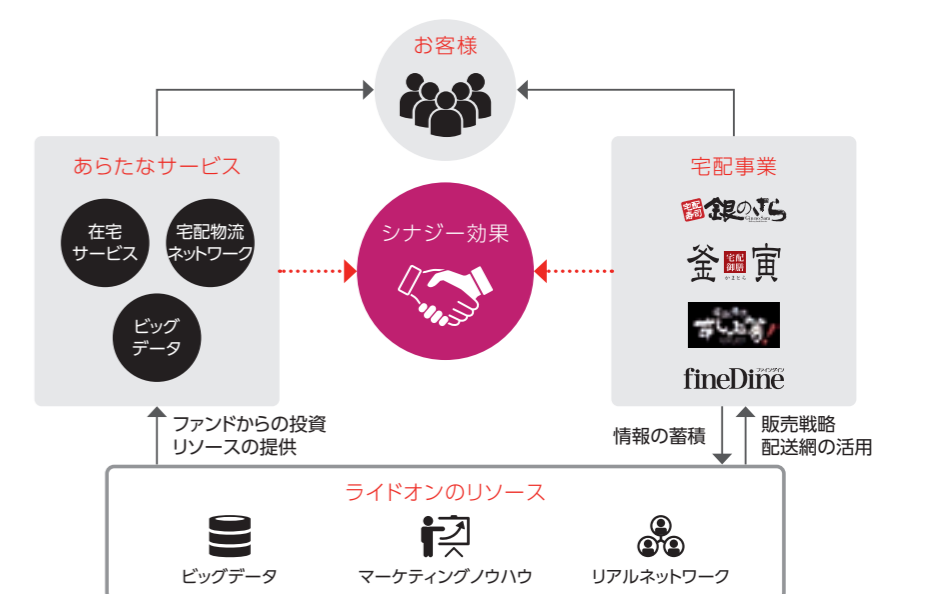 お客様
あらたなサービス
在宅
サービス
宅配物流
ネットワーク
ビッグ
データ
シナジー効果
宅配事業
宅配寿司
銀のさら
釜
宅配
御膳
かまとら
寅
ファインダイン
fineDine
ファンドからの投資
リソースの提供
情報の蓄積
販売戦略
配送網の活用
ライドオンのリソース
ビッグデータ
マーケティングノウハウ
リアルネットワーク